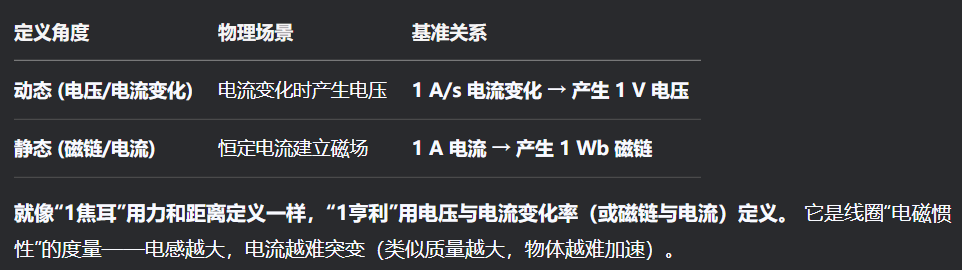 定义角度 物理场景 基准关系
动态 (电压/电流变化) 电流变化时产生电压 1 A/s 电流变化 → 产生 1 V 电压
静态 (磁链/电流) 恒定电流建立磁场 1 A 电流 → 产生 1 Wb 磁链
就像“1焦耳”用力和距离定义一样，“1亨利”用电压与电流变化率（或磁链与电流）定义。 它是线圈“电磁惯
性”的度量——电感越大，电流越难突变（类似质量越大，物体越难加速）。